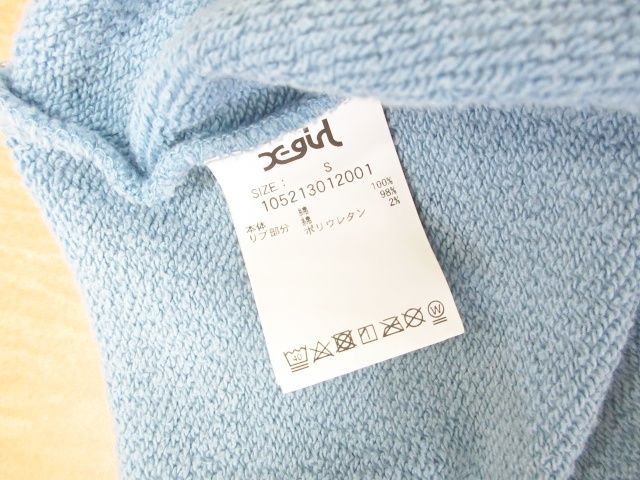 X-girl
SIZE: S
105213012001
本体 綿 100%
リブ部分 綿 98%
ポリウレタン 2%
40
W